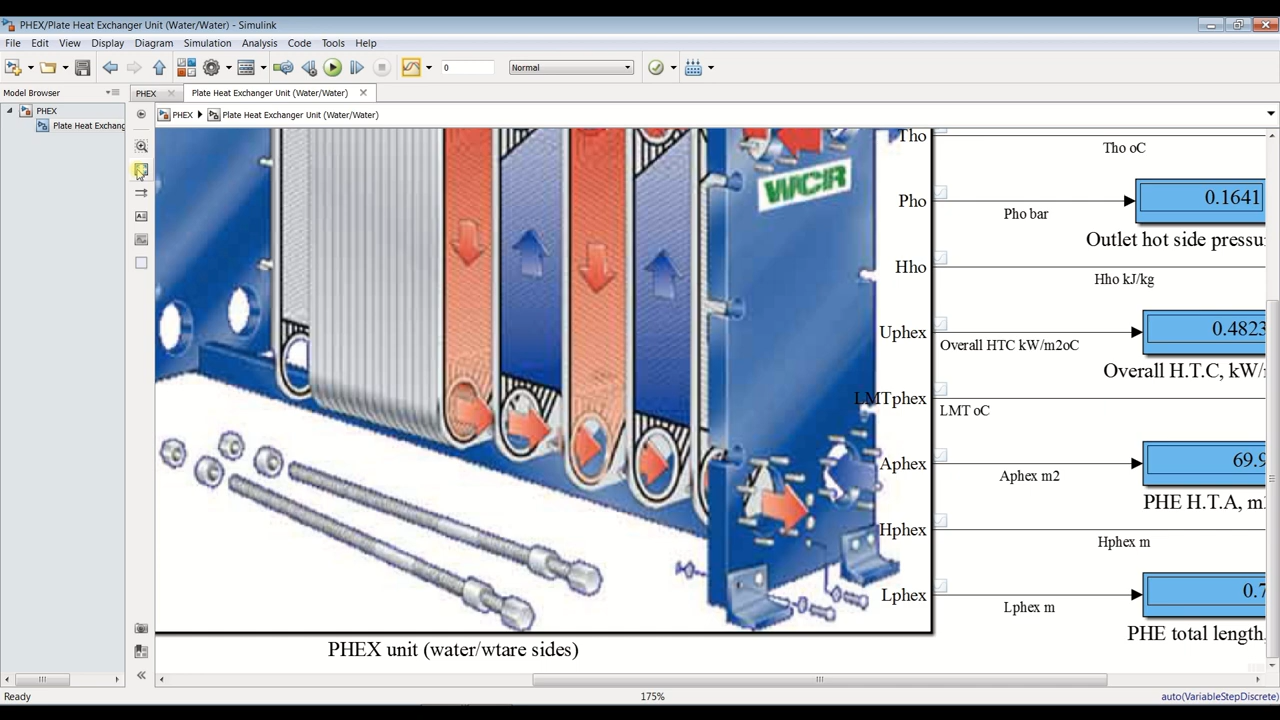 PHEX/Plate Heat Exchanger Unit (Water/Water) - Simulink
File Edit View Display Diagram Simulation Analysis Code Tools Help
0
Normal
Model Browser
PHEX
Plate Heat Exchanger Unit (Water/Water)
PHEX
Plate Heat Exchang
PHEX
Plate Heat Exchanger Unit (Water/Water)
WCR
Tho
Tho oC
Pho
Pho bar
0.1641
Outlet hot side pressu
Hho
Hho kJ/kg
Uphex
Overall HTC kW/m2oC
0.4823
Overall H.T.C, kW/
LMTphex
LMT oC
Aphex
Aphex m2
69.9
PHE H.T.A, m
Hphex
Hphex m
Lphex
Lphex m
0.7
PHE total length,
PHEX unit (water/wtare sides)
Ready
175%
auto(VariableStepDiscrete)